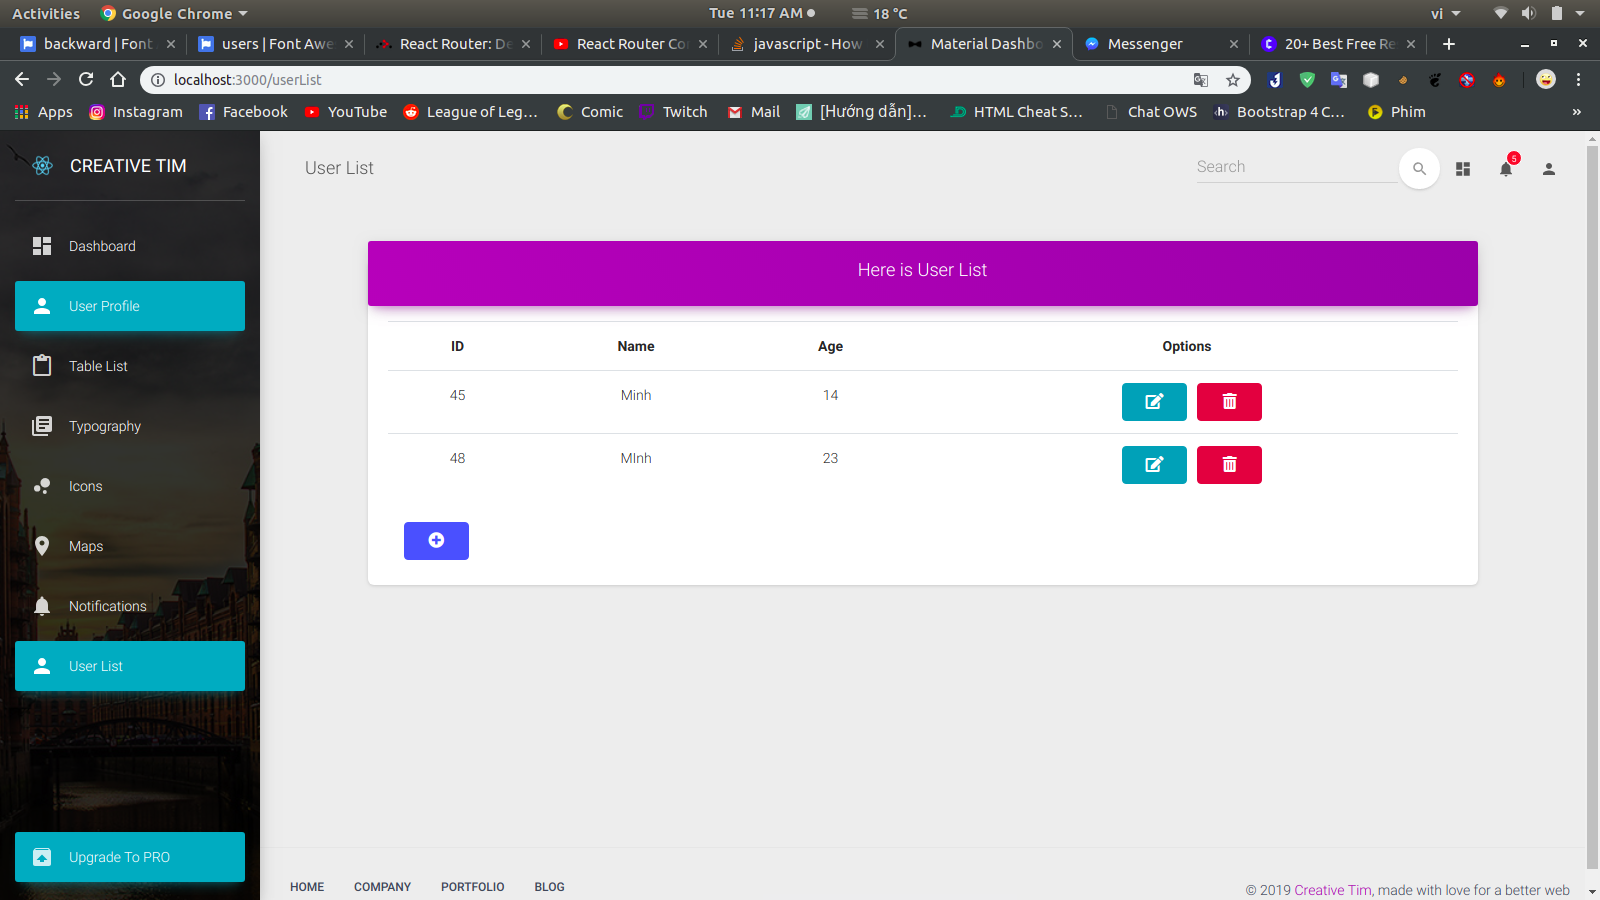 Activities Google Chrome Tue 11:17 AM 18 °C vi
backward | Font users | Font Awe React Router: De React Router Co javascript - How Material Dashbo Messenger 20+ Best Free Re
localhost:3000/userList
Apps Instagram Facebook YouTube League of Leg... Comic Twitch Mail [Hướng dẫn]... HTML Cheat S... Chat OWS Bootstrap 4 C... Phim »
CREATIVE TIM
User List
Search
5
Dashboard
User Profile
Table List
Typography
Icons
Maps
Notifications
User List
Upgrade To PRO
Here is User List
ID Name Age Options
45 Minh 14
48 MInh 23
HOME COMPANY PORTFOLIO BLOG
© 2019 Creative Tim, made with love for a better web